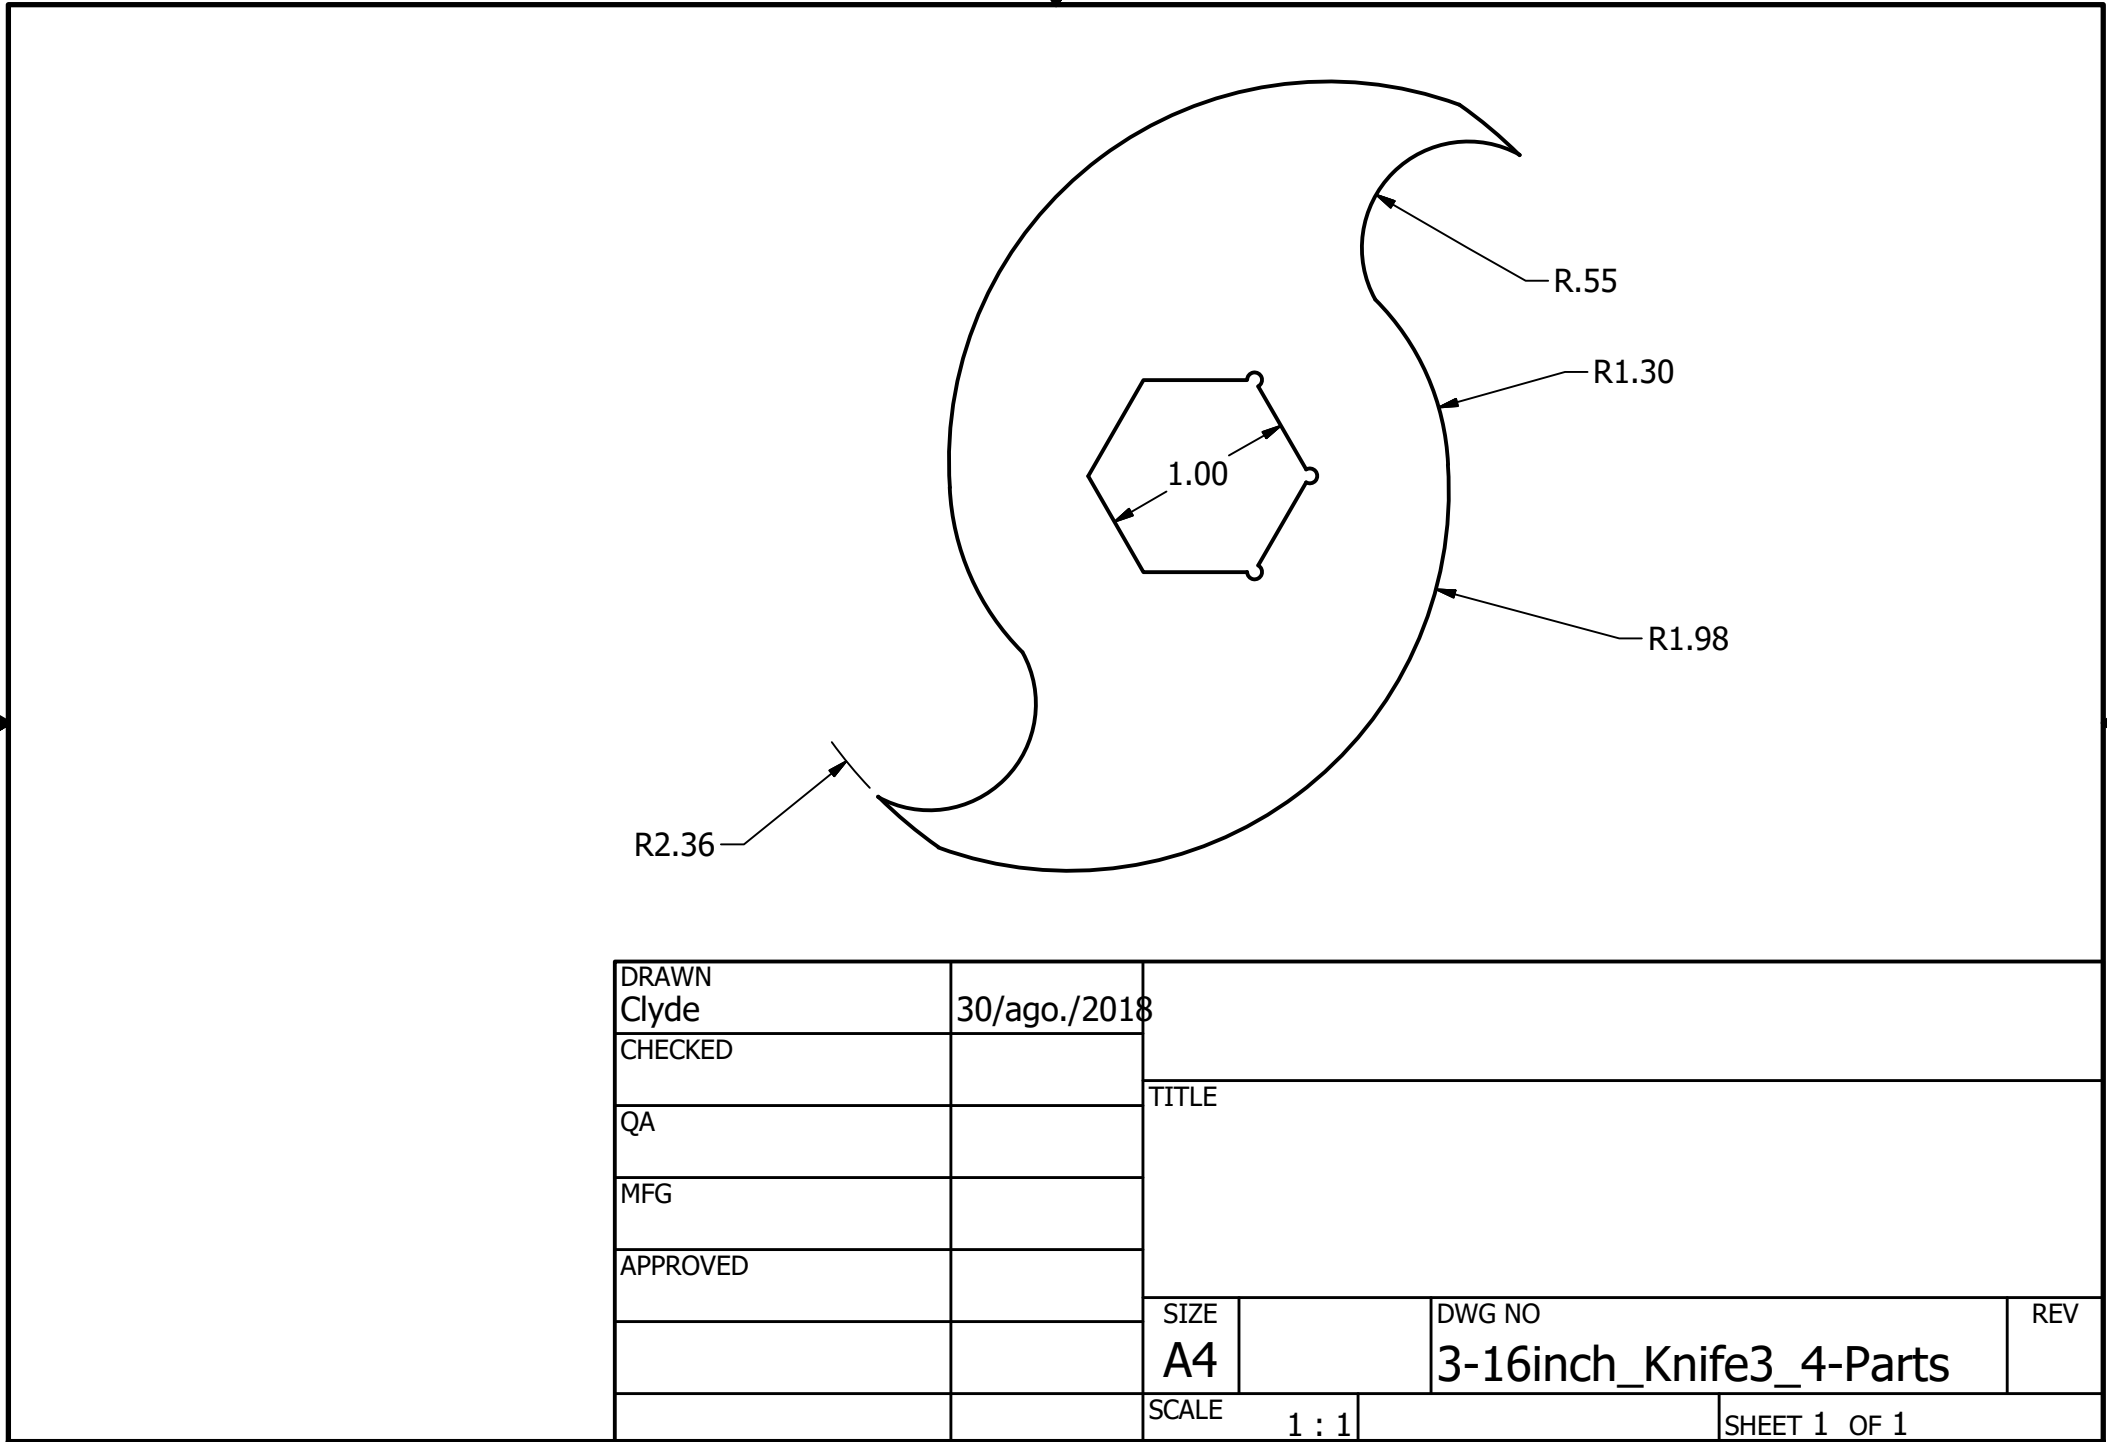 R.55
R1.30
1.00
R1.98
R2.36
DRAWN
Clyde 30/ago./2018
CHECKED
TITLE
QA
MFG
APPROVED
SIZE DWG NO REV
A4 3-16inch_Knife3_4-Parts
SCALE 1 : 1 SHEET 1 OF 1